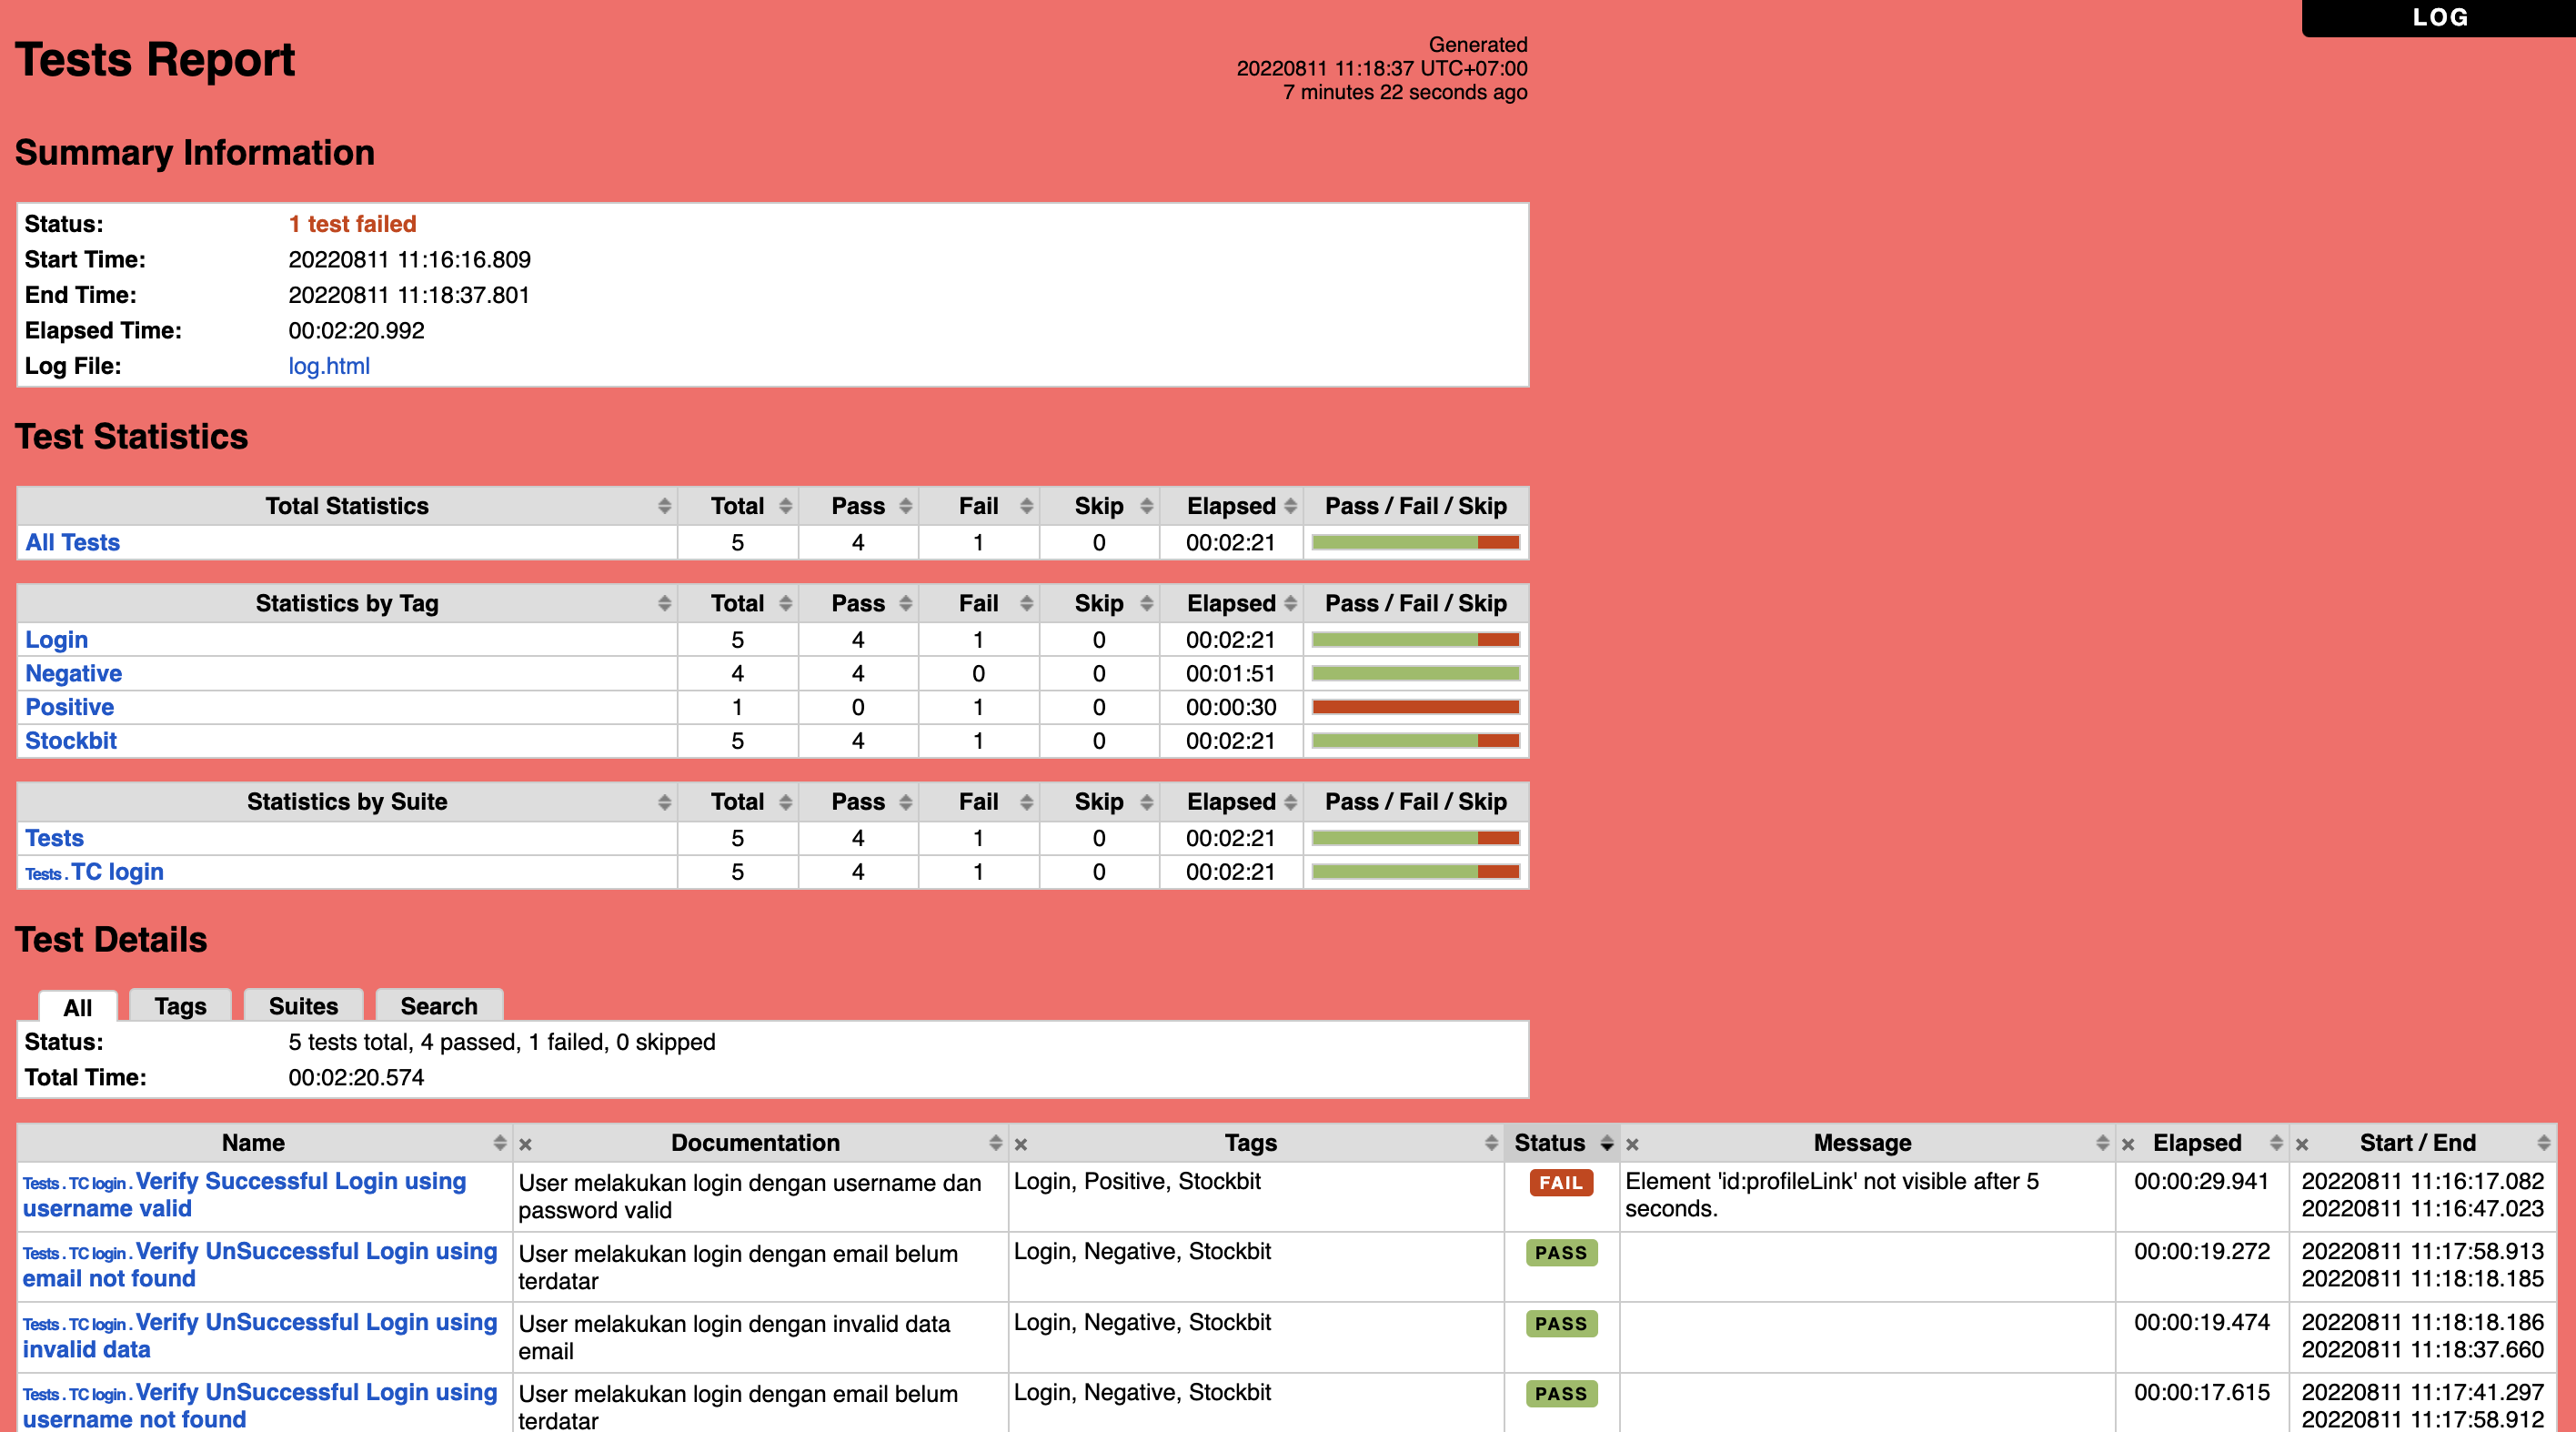 LOG
Tests Report
Generated
20220811 11:18:37 UTC+07:00
7 minutes 22 seconds ago
Summary Information
Status: 1 test failed
Start Time: 20220811 11:16:16.809
End Time: 20220811 11:18:37.801
Elapsed Time: 00:02:20.992
Log File: log.html
Test Statistics
Total Statistics Total Pass Fail Skip Elapsed Pass / Fail / Skip
All Tests 5 4 1 0 00:02:21
Statistics by Tag Total Pass Fail Skip Elapsed Pass / Fail / Skip
Login 5 4 1 0 00:02:21
Negative 4 4 0 0 00:01:51
Positive 1 0 1 0 00:00:30
Stockbit 5 4 1 0 00:02:21
Statistics by Suite Total Pass Fail Skip Elapsed Pass / Fail / Skip
Tests 5 4 1 0 00:02:21
Tests . TC login 5 4 1 0 00:02:21
Test Details
All Tags Suites Search
Status: 5 tests total, 4 passed, 1 failed, 0 skipped
Total Time: 00:02:20.574
Name × Documentation × Tags Status × Message × Elapsed × Start / End
Tests . TC login . Verify Successful Login using
username valid
User melakukan login dengan username dan
password valid
Login, Positive, Stockbit
FAIL
Element 'id:profileLink' not visible after 5
seconds.
00:00:29.941
20220811 11:16:17.082
20220811 11:16:47.023
Tests . TC login . Verify UnSuccessful Login using
email not found
User melakukan login dengan email belum
terdatar
Login, Negative, Stockbit
PASS
00:00:19.272
20220811 11:17:58.913
20220811 11:18:18.185
Tests . TC login . Verify UnSuccessful Login using
invalid data
User melakukan login dengan invalid data
email
Login, Negative, Stockbit
PASS
00:00:19.474
20220811 11:18:18.186
20220811 11:18:37.660
Tests . TC login . Verify UnSuccessful Login using
username not found
User melakukan login dengan email belum
terdatar
Login, Negative, Stockbit
PASS
00:00:17.615
20220811 11:17:41.297
20220811 11:17:58.912